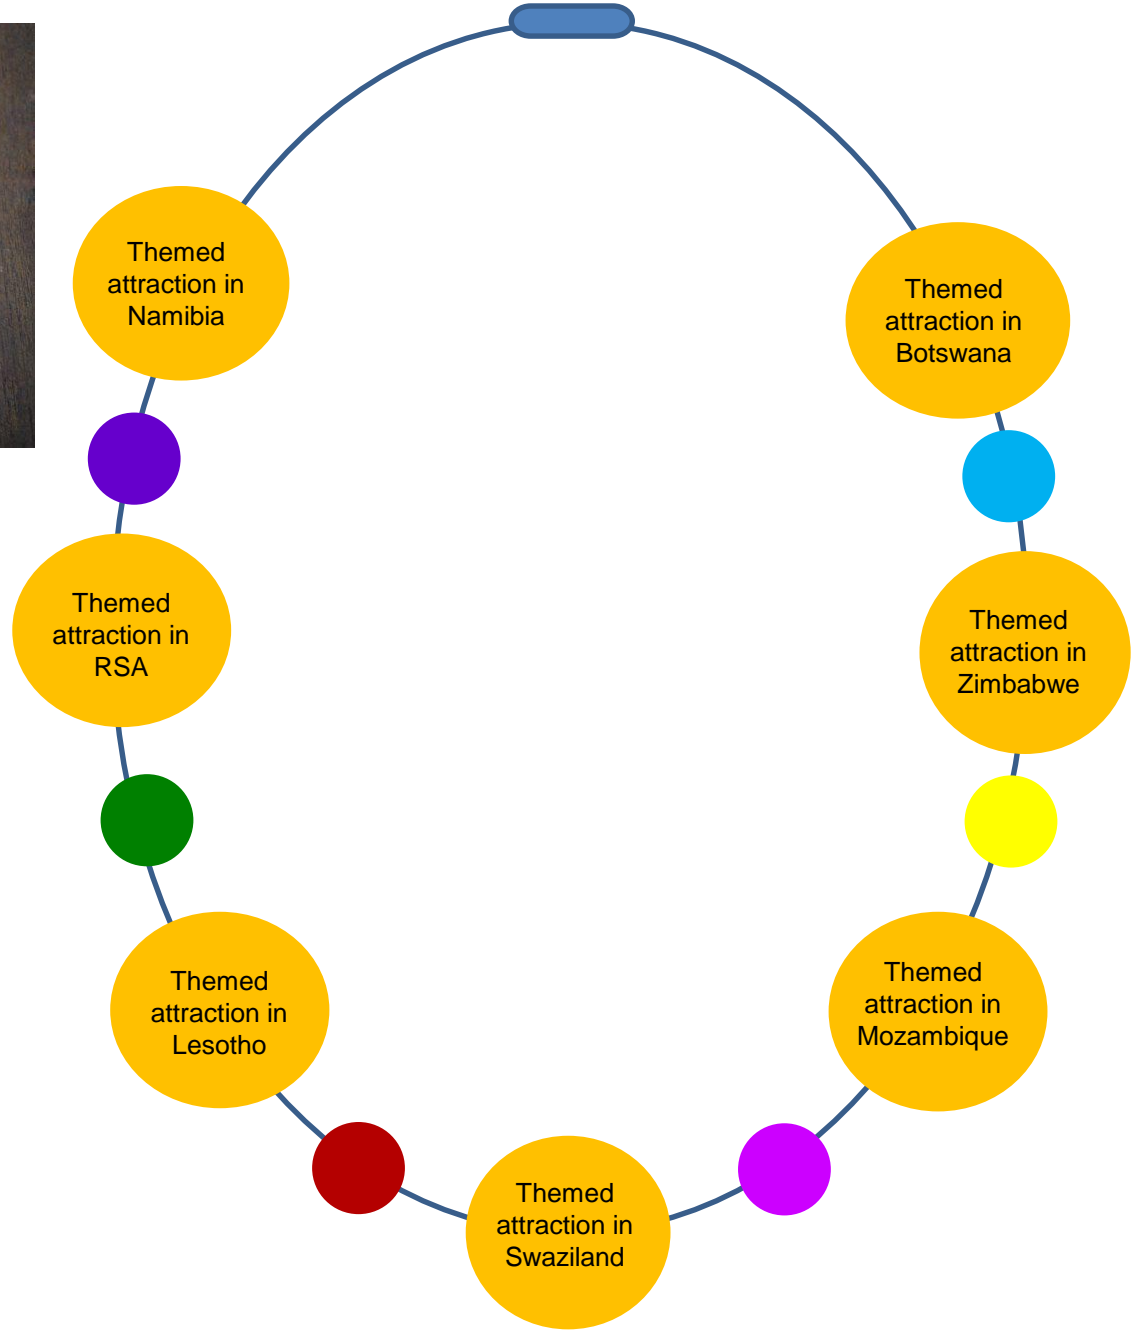 Themed
attraction in
Namibia
Themed
attraction in
Botswana
Themed
attraction in
RSA
Themed
attraction in
Zimbabwe
Themed
attraction in
Lesotho
Themed
attraction in
Mozambique
Themed
attraction in
Swaziland